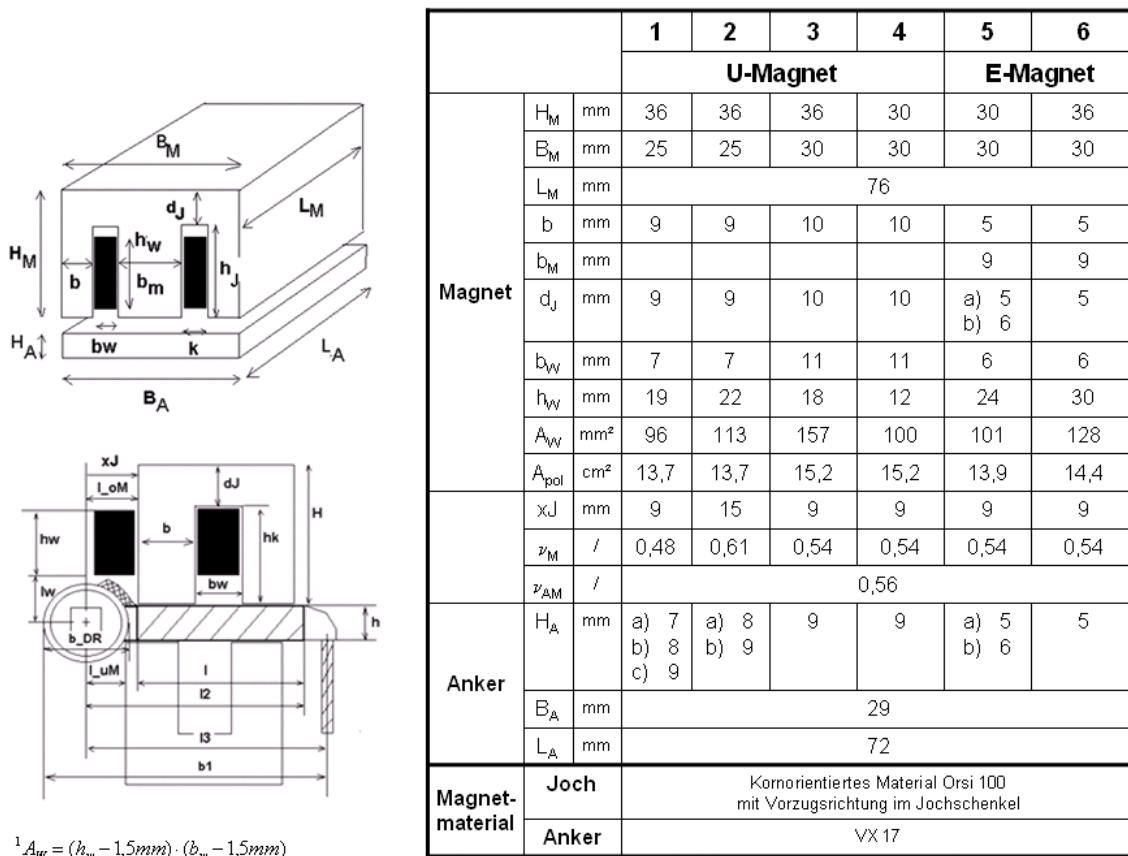 B_M
L_M
d_J
h_w
H_M
b
b_m
h_J
H_A
bw
k
L_A
B_A
xJ
l_oM
dJ
H
b
hk
hw
bw
lw
b_DR
h
l_uM
l
l2
l3
b1
¹A_W = (h_w − 1,5mm) · (b_w − 1,5mm)
1 2 3 4 5 6
U-Magnet E-Magnet
Magnet
H_M mm 36 36 36 30 30 36
B_M mm 25 25 30 30 30 30
L_M mm 76
b mm 9 9 10 10 5 5
b_M mm 9 9
d_J mm 9 9 10 10 a) 5 5
b) 6
b_W mm 7 7 11 11 6 6
h_W mm 19 22 18 12 24 30
A_W mm² 96 113 157 100 101 128
A_pol cm² 13,7 13,7 15,2 15,2 13,9 14,4
xJ mm 9 15 9 9 9 9
ν_M / 0,48 0,61 0,54 0,54 0,54 0,54
ν_AM / 0,56
Anker
H_A mm a) 7 a) 8 9 9 a) 5 5
b) 8 b) 9 b) 6
c) 9
B_A mm 29
L_A mm 72
Magnet-
material
Joch
Kornorientiertes Material Orsi 100
mit Vorzugsrichtung im Jochschenkel
Anker VX 17